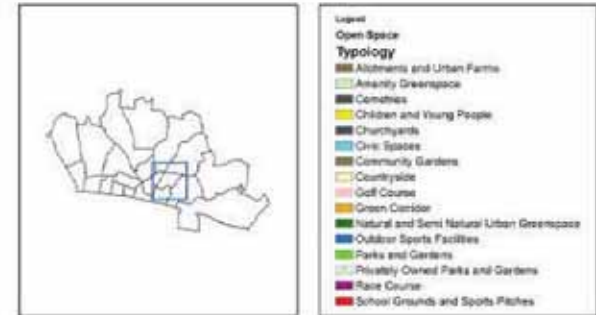 Legend
Open Space
Typology
Allotments and Urban Farms
Amenity Greenspace
Cemetries
Children and Young People
Churchyards
Civic Spaces
Community Gardens
Countryside
Golf Course
Green Corridor
Natural and Semi Natural Urban Greenspace
Outdoor Sports Facilities
Parks and Gardens
Privately Owned Parks and Gardens
Race Course
School Grounds and Sports Pitches